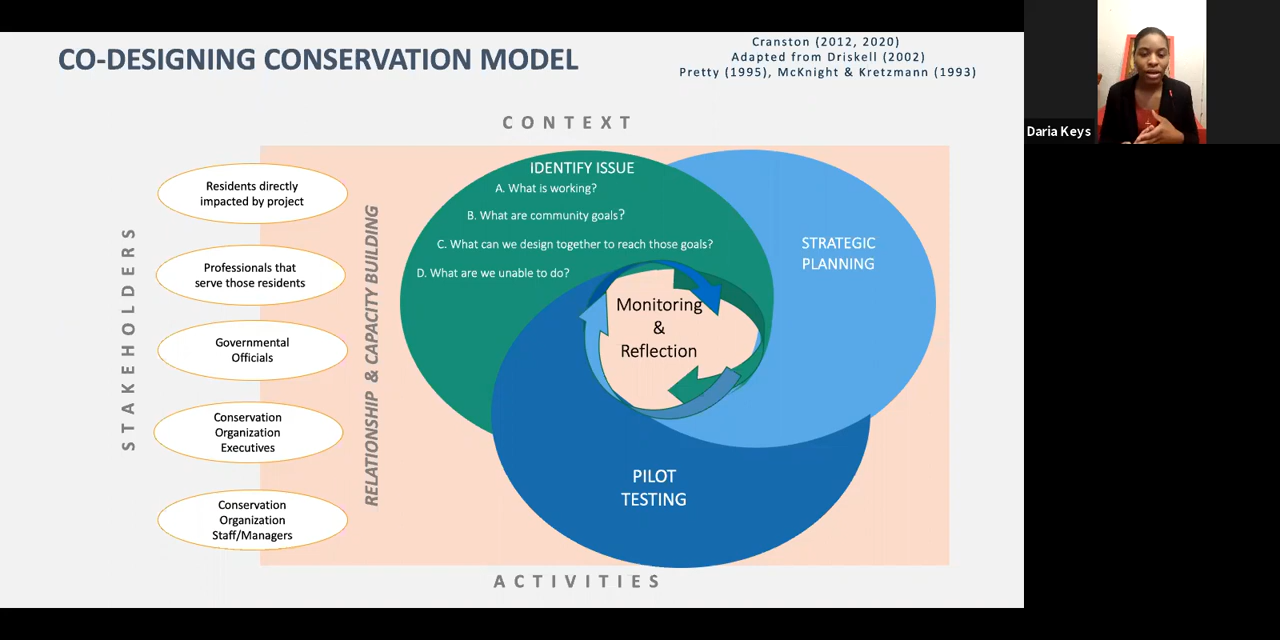 CO-DESIGNING CONSERVATION MODEL
Cranston (2012, 2020)
Adapted from Driskell (2002)
Pretty (1995), McKnight & Kretzmann (1993)
Daria Keys
CONTEXT
STAKEHOLDERS
Residents directly
impacted by project
Professionals that
serve those residents
Governmental
Officials
Conservation
Organization
Executives
Conservation
Organization
Staff/Managers
RELATIONSHIP & CAPACITY BUILDING
IDENTIFY ISSUE
A. What is working?
B. What are community goals?
C. What can we design together to reach those goals?
D. What are we unable to do?
STRATEGIC
PLANNING
Monitoring
&
Reflection
PILOT
TESTING
ACTIVITIES